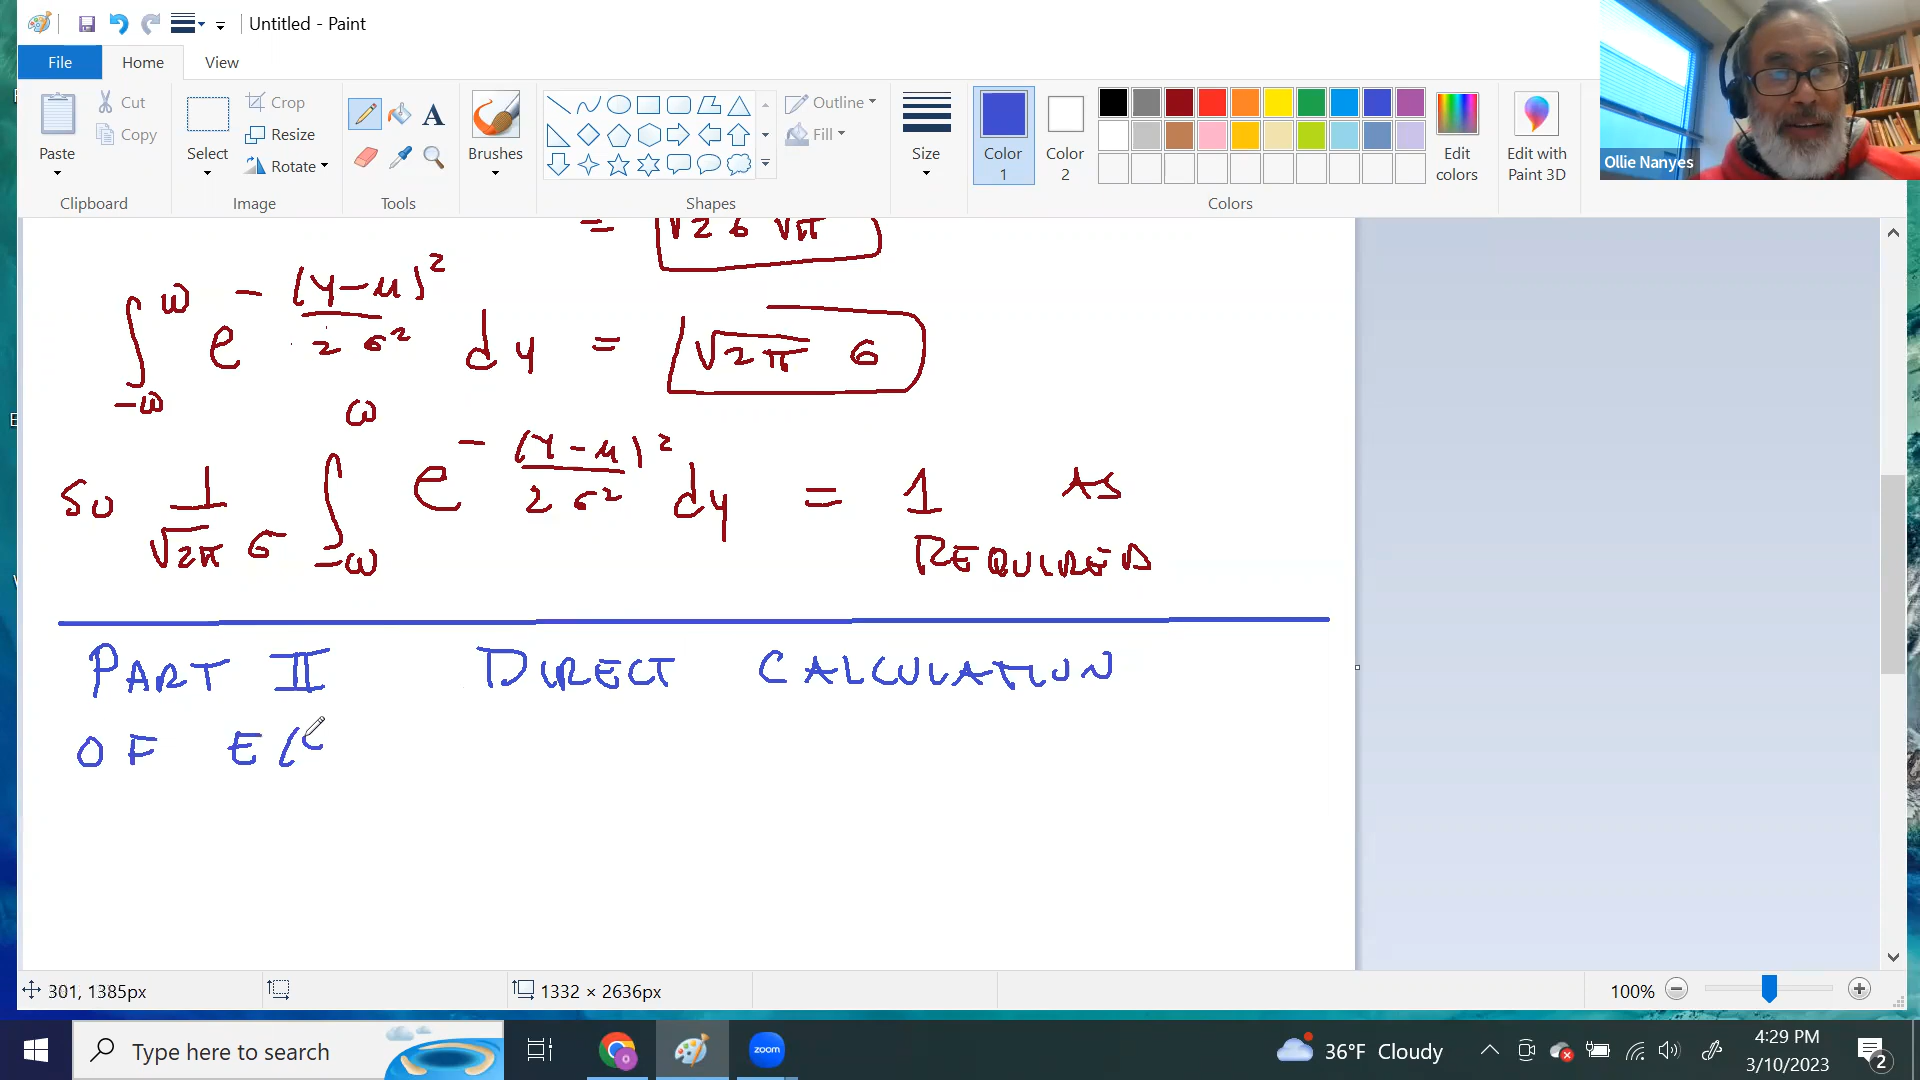 Untitled - Paint
File Home View
Paste
Cut
Copy
Clipboard
Select
Crop
Resize
Rotate
Image
A
Tools
Brushes
Shapes
Outline
Fill
Size
Color 1
Color 2
Edit colors
Edit with Paint 3D
Colors
Ollie Nanyes
= √2 σ √π
∫_{-∞}^{∞} e^{-(y-μ)²/(2σ²)} dy = √2π σ
SO 1/(√2π σ) ∫_{-∞}^{∞} e^{-(y-μ)²/(2σ²)} dy = 1 AS
REQUIRED
PART II DIRECT CALCULATION
OF E(
301, 1385px
1332 × 2636px
100%
Type here to search
zoom
36°F Cloudy
4:29 PM
3/10/2023
2